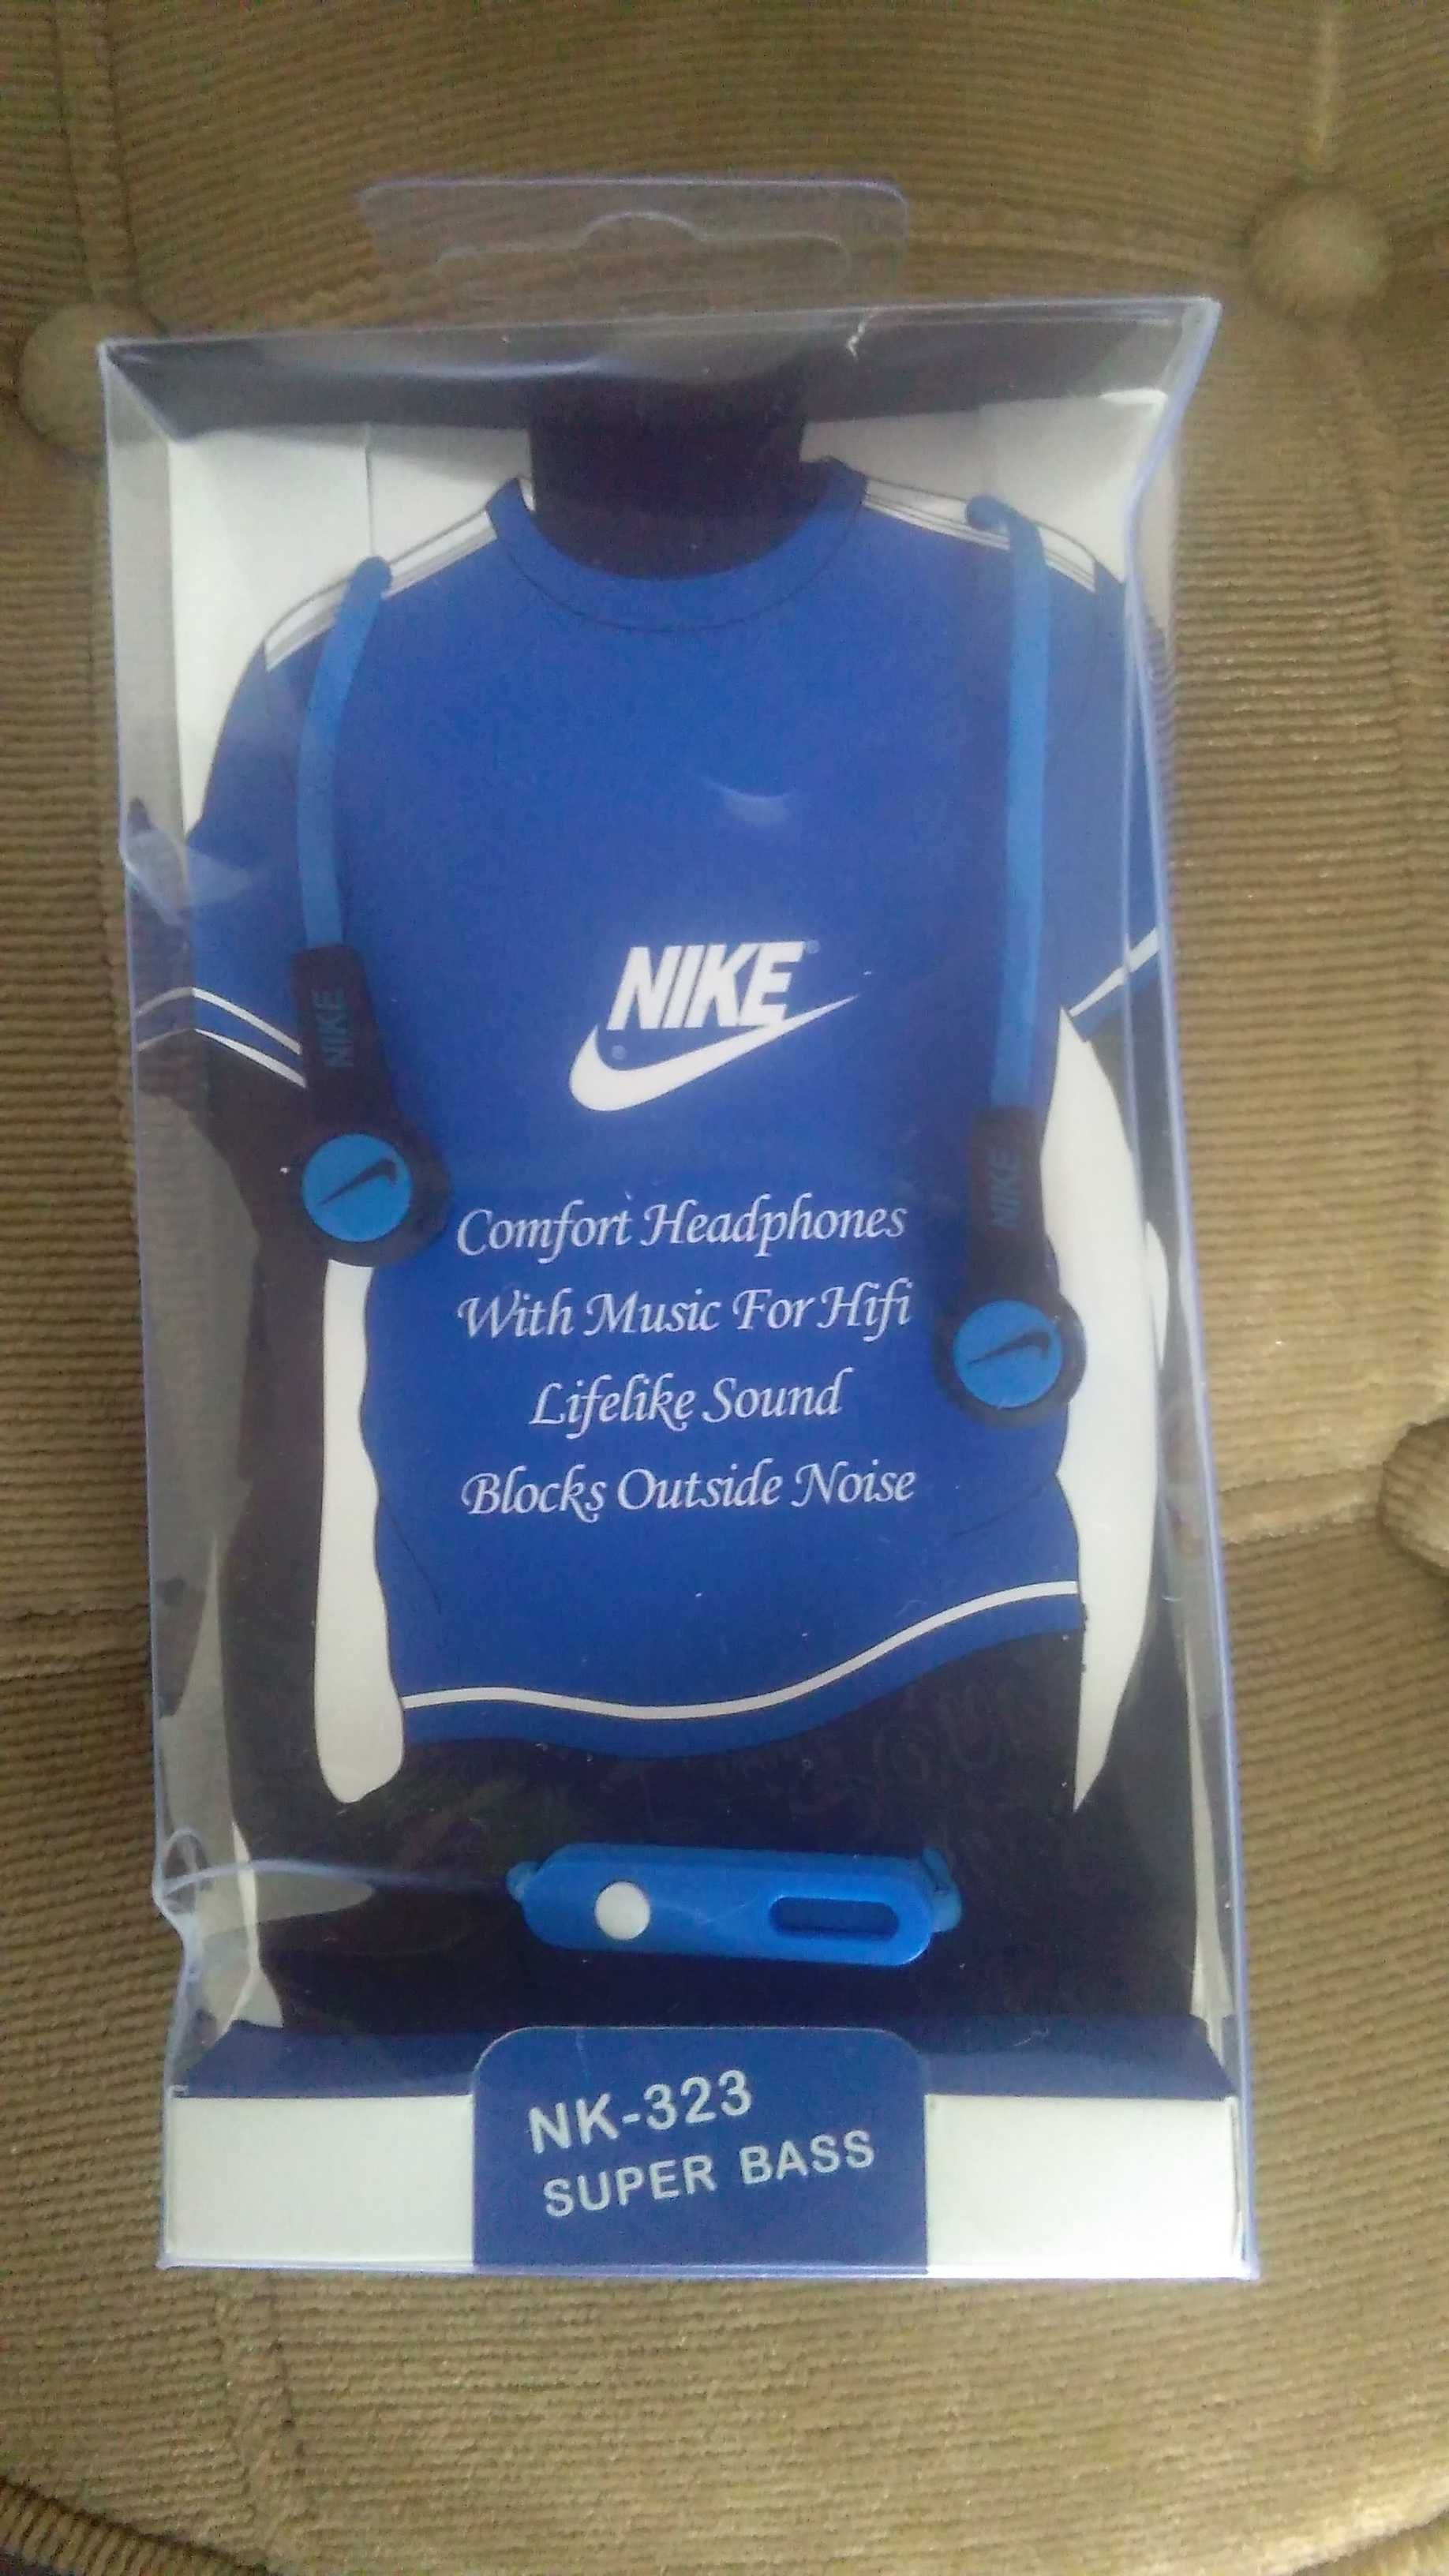 NIKE
NIKE
NIKE
Comfort Headphones
With Music For Hifi
Lifelike Sound
Blocks Outside Noise
NK-323
SUPER BASS